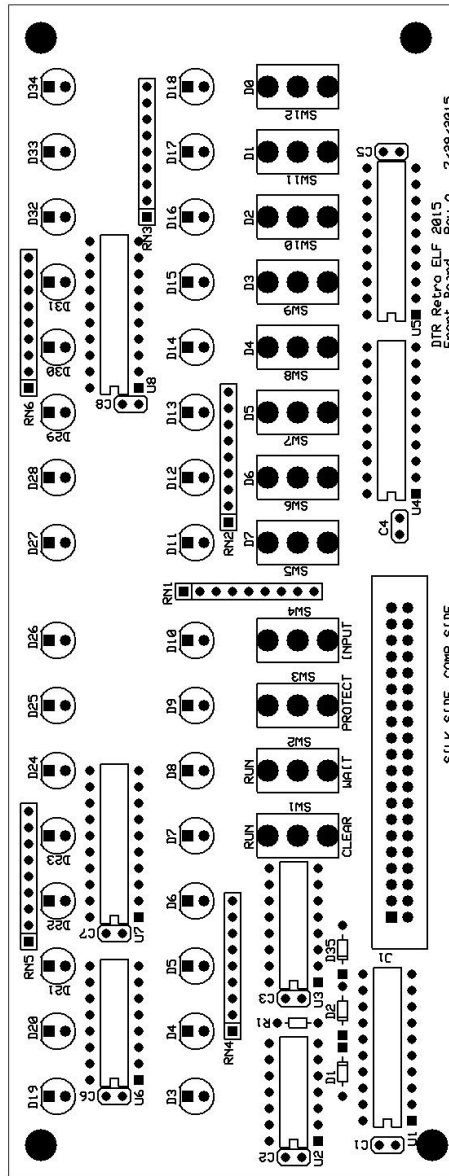 D34
D18
D0
SW12
D33
D17
D1
SW11
C5
D32
D16
D2
SW10
RN3
D31
D15
D3
SW9
U5
DTR Retro ELF 2015
D30
D14
D4
SW8
RN6
U8
C8
D29
D13
D5
SW7
D28
D12
D6
SW6
U4
C4
D27
D11
RN2
D7
SW5
RN1
SW4
D26
D10
INPUT
SW3
D25
D9
PROTECT
SW2
D24
D8
RUN
WAIT
SW1
D23
D7
RUN
CLEAR
D22
D6
C7
U7
RN5
D21
D5
C3
U3
D35
J1
D20
D4
RN4
R1
D2
D19
D3
C6
U6
D1
U1
C2
U2
C1